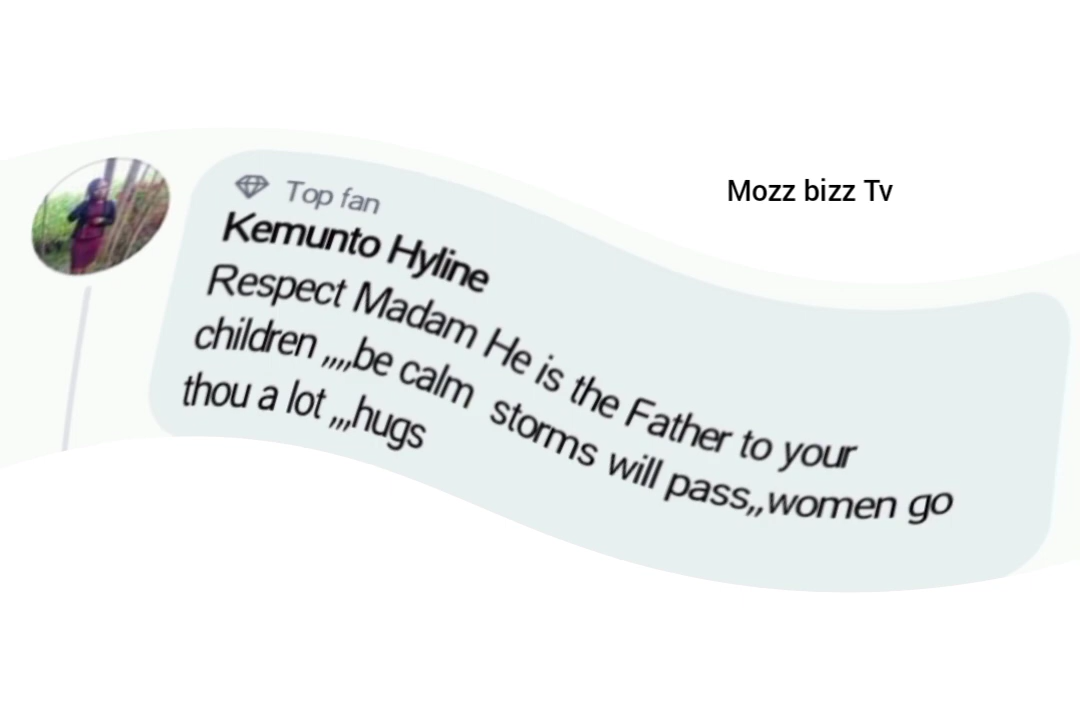 Mozz bizz Tv
Top fan
Kemunto Hyline
Respect Madam He is the Father to your
children ,,,,be calm storms will pass,,women go
thou a lot ,,,hugs